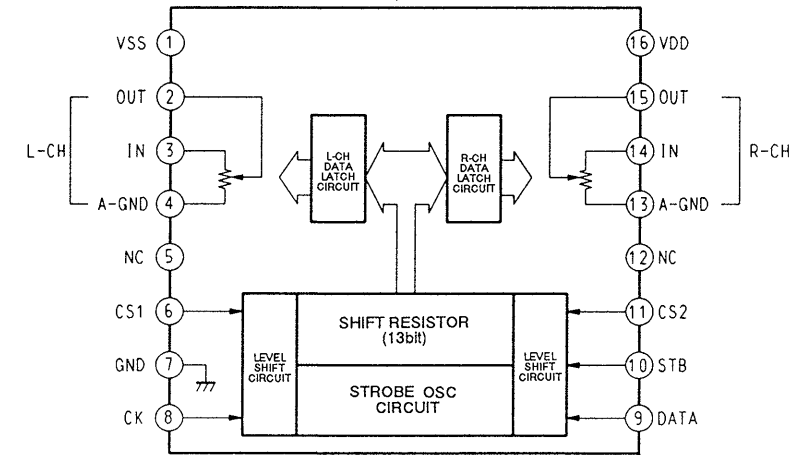 VSS 1
16 VDD
OUT 2
15 OUT
L-CH
IN 3
14 IN
R-CH
A-GND 4
13 A-GND
L-CH
DATA
LATCH
CIRCUIT
R-CH
DATA
LATCH
CIRCUIT
NC 5
12 NC
CS1 6
11 CS2
GND 7
10 STB
CK 8
9 DATA
LEVEL
SHIFT
CIRCUIT
SHIFT RESISTOR
(13bit)
STROBE OSC
CIRCUIT
LEVEL
SHIFT
CIRCUIT